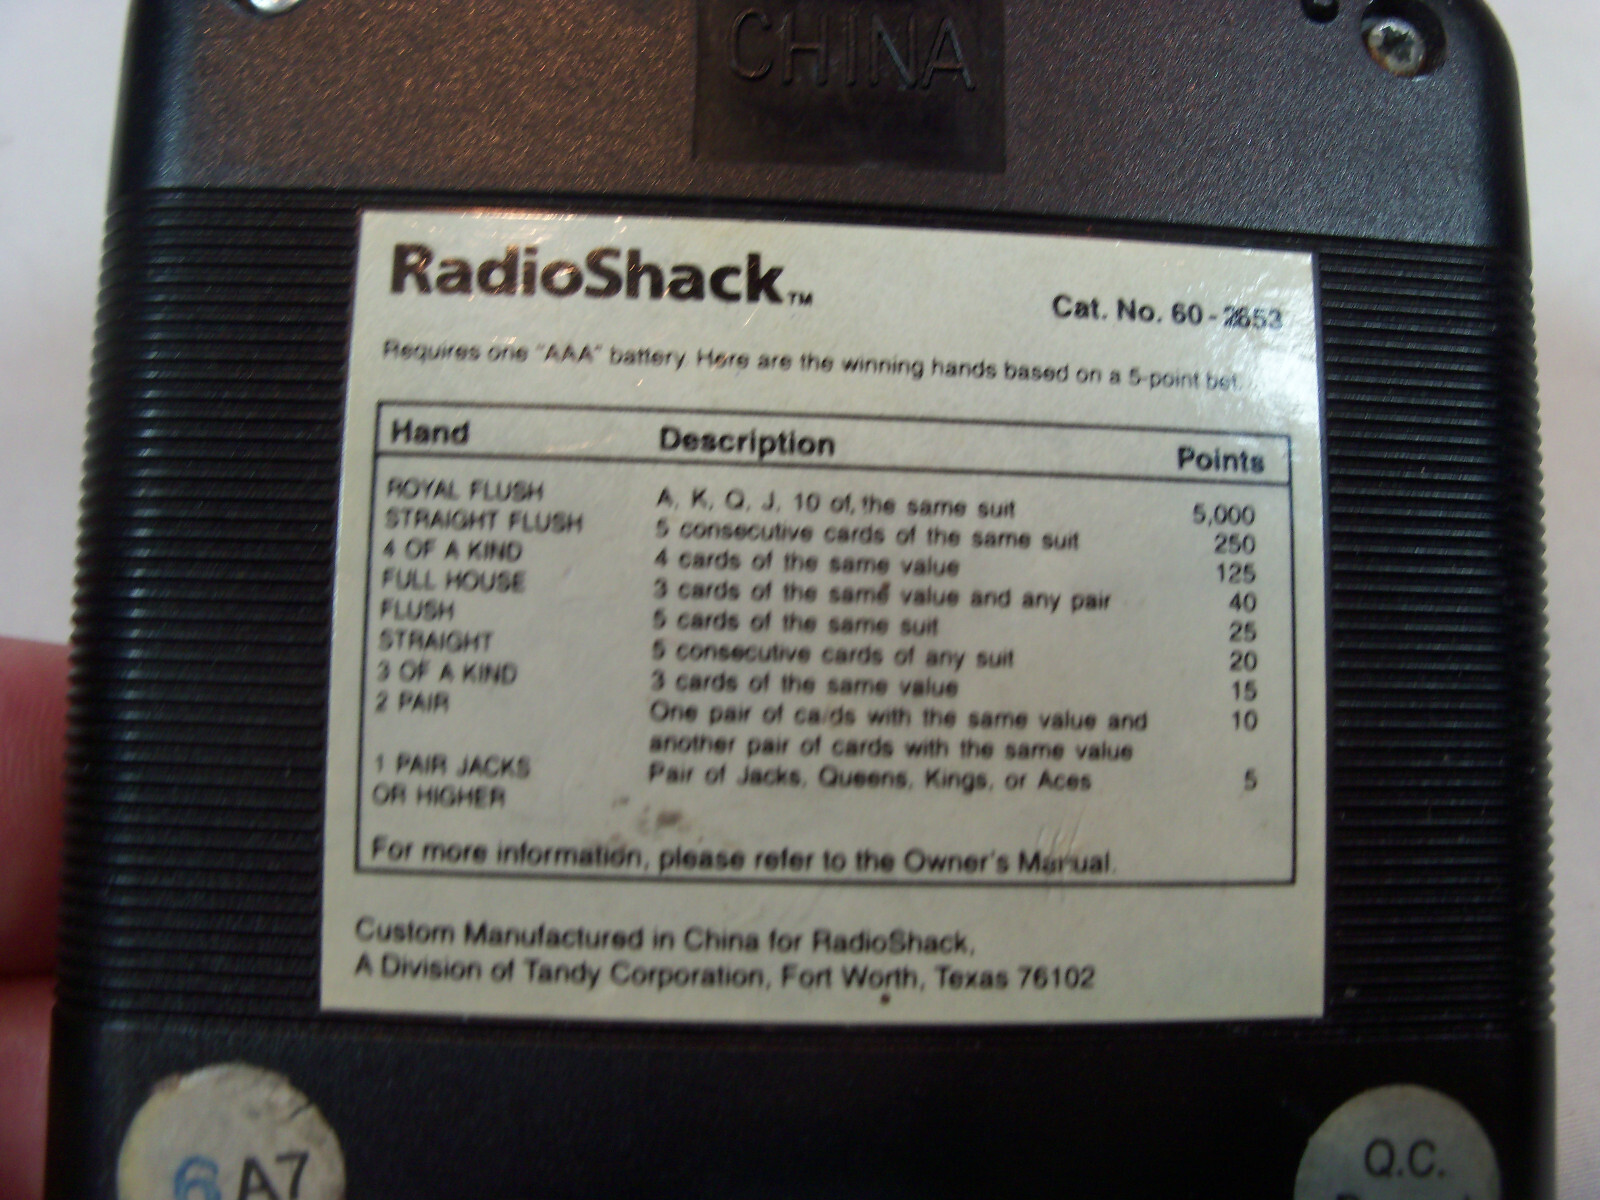 CHINA
RadioShack™
Cat. No. 60-2653
Requires one "AAA" battery. Here are the winning hands based on a 5-point bet.
Hand Description Points
ROYAL FLUSH A, K, Q, J, 10 of the same suit 5,000
STRAIGHT FLUSH 5 consecutive cards of the same suit 250
4 OF A KIND 4 cards of the same value 125
FULL HOUSE 3 cards of the same value and any pair 40
FLUSH 5 cards of the same suit 25
STRAIGHT 5 consecutive cards of any suit 20
3 OF A KIND 3 cards of the same value 15
2 PAIR One pair of cards with the same value and 10
another pair of cards with the same value
1 PAIR JACKS Pair of Jacks, Queens, Kings, or Aces 5
OR HIGHER
For more information, please refer to the Owner's Manual.
Custom Manufactured in China for RadioShack,
A Division of Tandy Corporation, Fort Worth, Texas 76102
6 A7
Q.C.